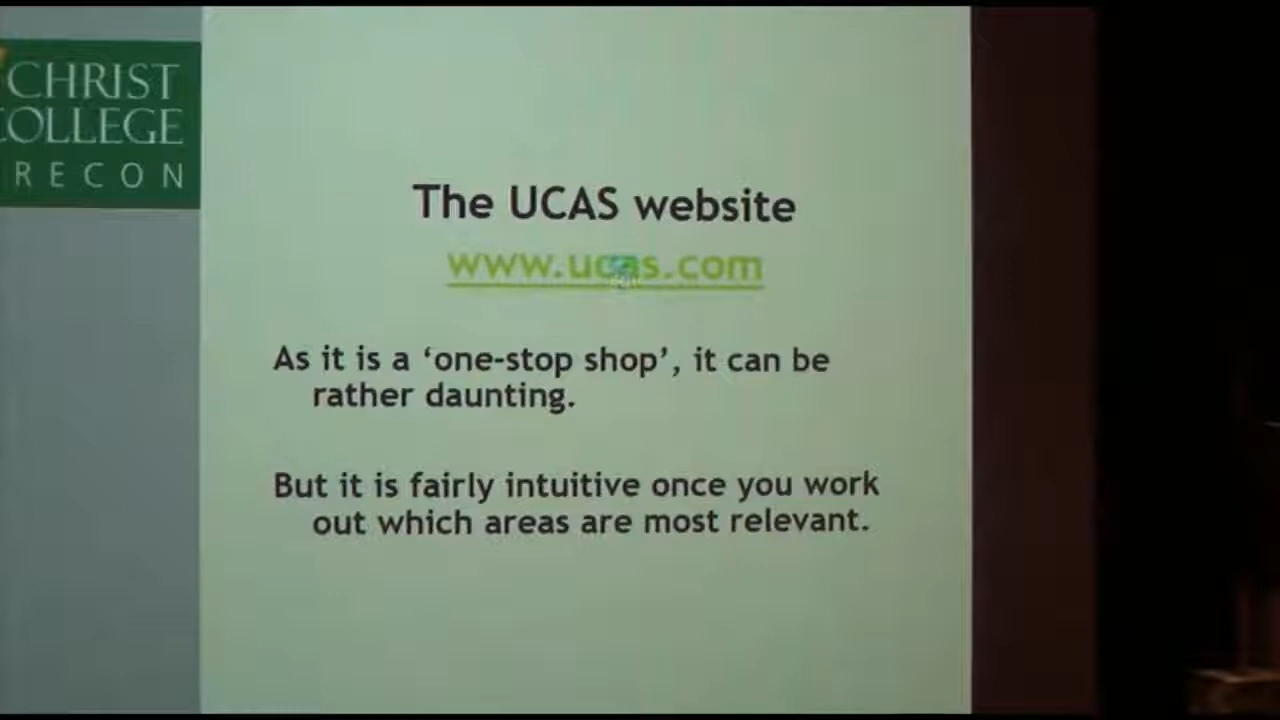 CHRIST
COLLEGE
RECON
The UCAS website
www.ucas.com
As it is a ‘one-stop shop’, it can be
rather daunting.
But it is fairly intuitive once you work
out which areas are most relevant.